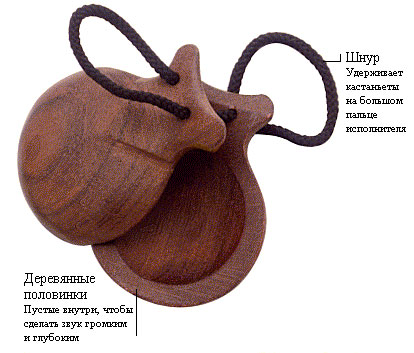 Шнур
Удерживает
кастаньеты
на большом
пальце
исполнителя
Деревянные
половинки
Пустые внутри, чтобы
сделать звук громким
и глубоким